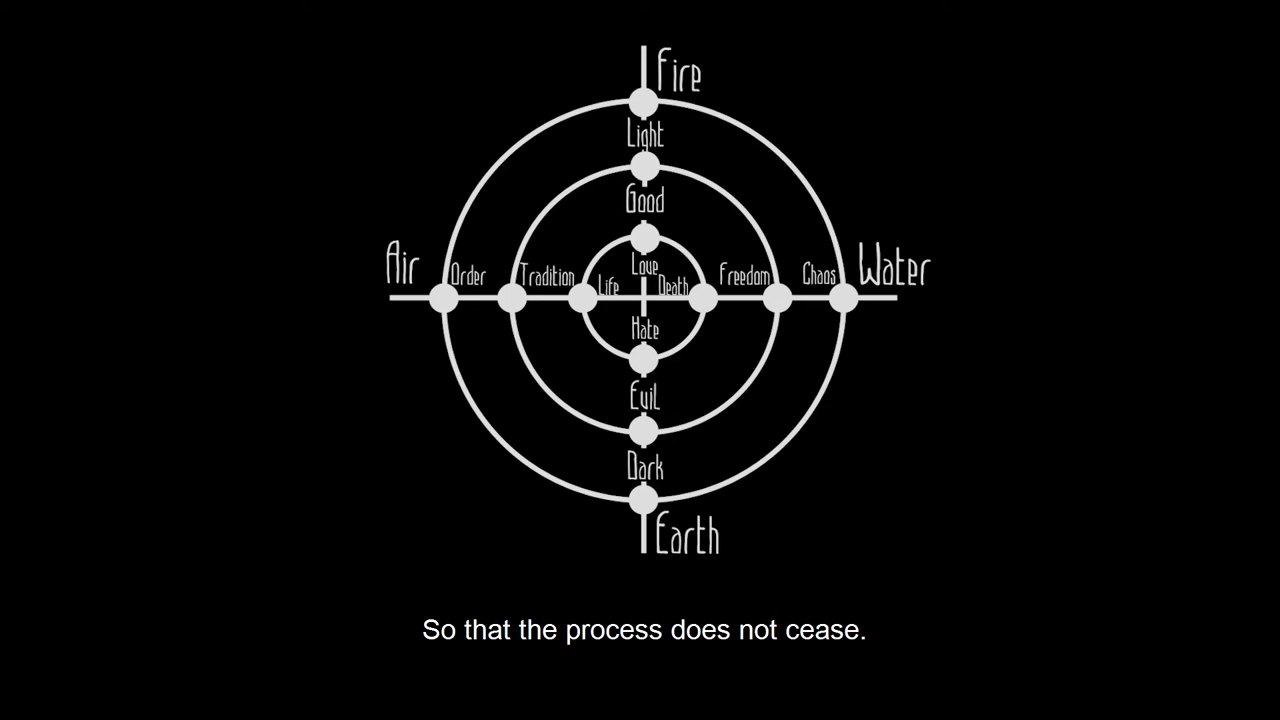 Fire
Light
Good
Air
Water
Love
Order
Tradition
Life
Death
Freedom
Chaos
Hate
Evil
Dark
Earth
So that the process does not cease.